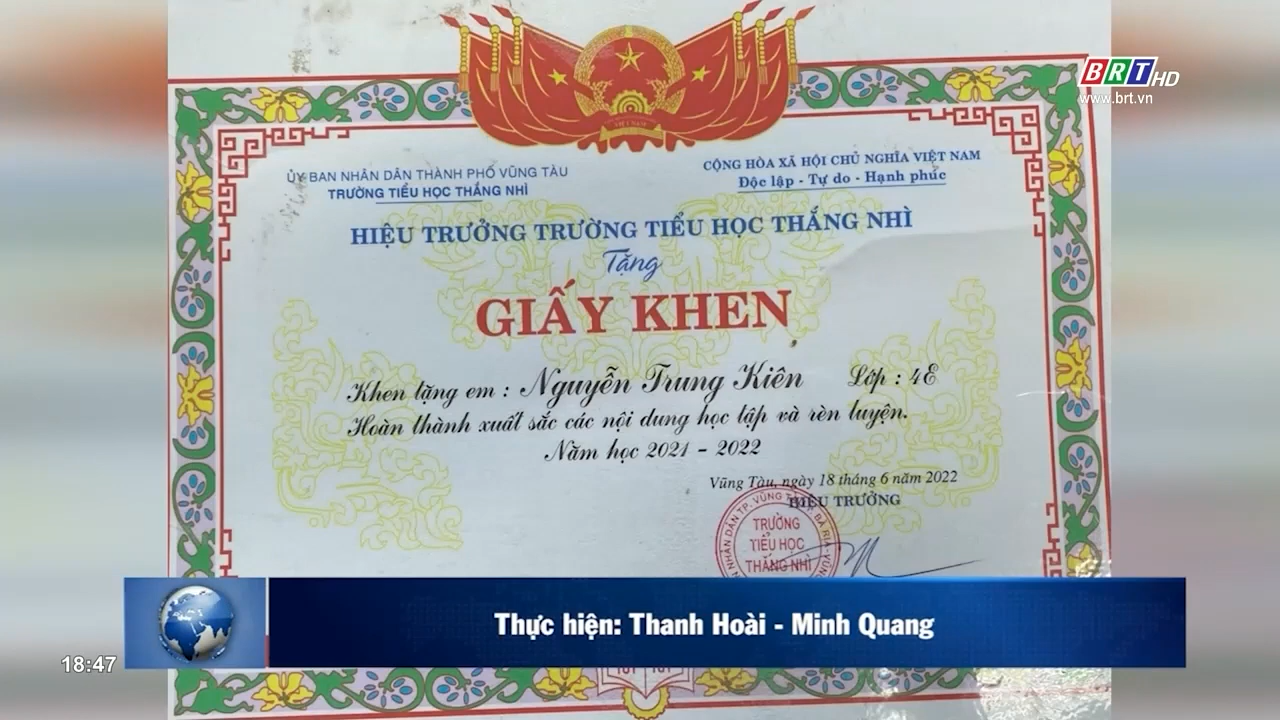 BRT HD
www.brt.vn
ỦY BAN NHÂN DÂN THÀNH PHỐ VŨNG TÀU
TRƯỜNG TIỂU HỌC THẮNG NHÌ
CỘNG HÒA XÃ HỘI CHỦ NGHĨA VIỆT NAM
Độc lập - Tự do - Hạnh phúc
HIỆU TRƯỞNG TRƯỜNG TIỂU HỌC THẮNG NHÌ
Tặng
GIẤY KHEN
Khen tặng em : Nguyễn Trung Kiên Lớp : 4E
Hoàn thành xuất sắc các nội dung học tập và rèn luyện.
Năm học 2021 - 2022
Vũng Tàu, ngày 18 tháng 6 năm 2022
HIỆU TRƯỞNG
TRƯỜNG
TIỂU HỌC
THẮNG NHÌ
Thực hiện: Thanh Hoài - Minh Quang
18:47